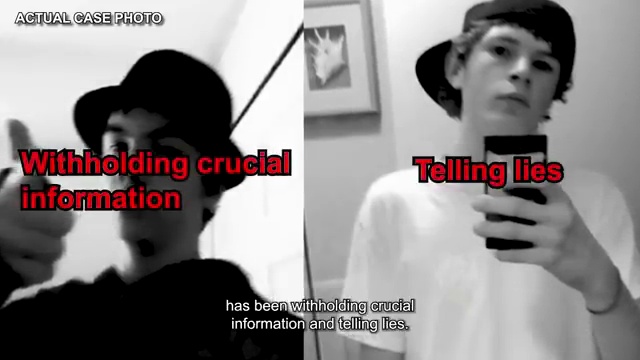 ACTUAL CASE PHOTO
Withholding crucial
information
Telling lies
has been withholding crucial
information and telling lies.